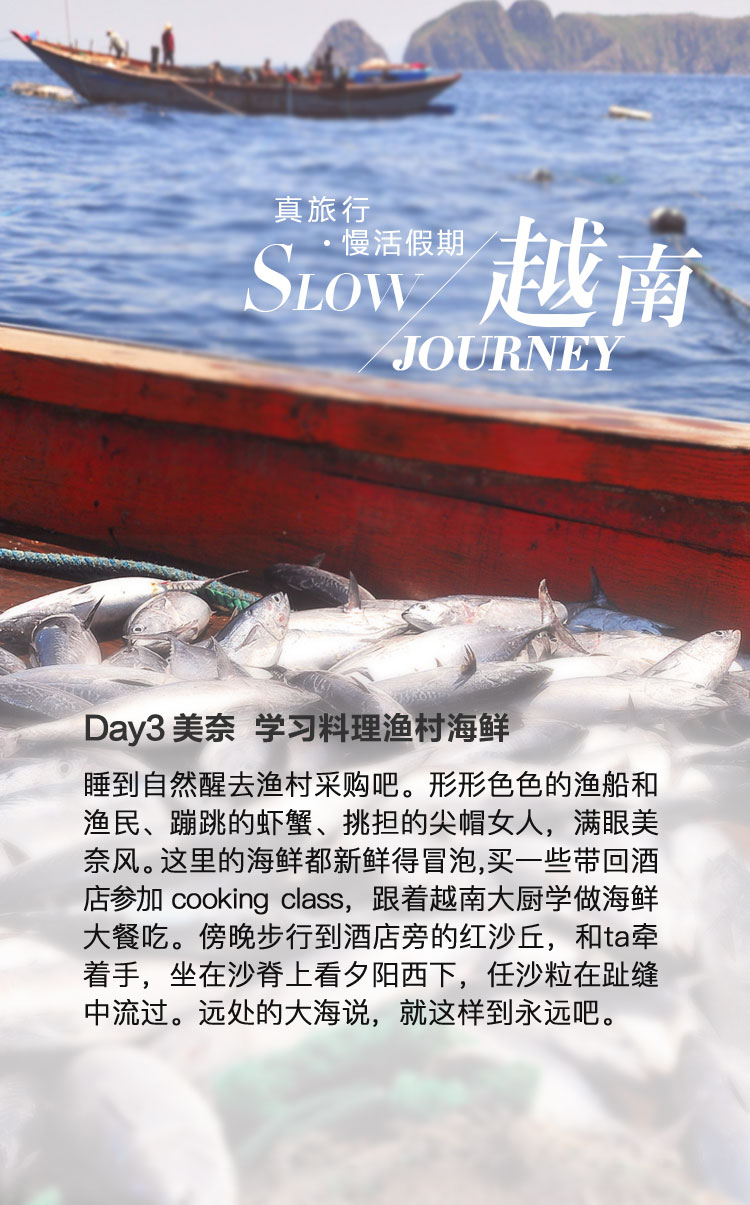 真旅行
·慢活假期
SLOW 越南
JOURNEY
Day3 美奈 学习料理渔村海鲜
睡到自然醒去渔村采购吧。形形色色的渔船和
渔民、蹦跳的虾蟹、挑担的尖帽女人，满眼美
奈风。这里的海鲜都新鲜得冒泡,买一些带回酒
店参加 cooking class，跟着越南大厨学做海鲜
大餐吃。傍晚步行到酒店旁的红沙丘，和ta牵
着手，坐在沙脊上看夕阳西下，任沙粒在趾缝
中流过。远处的大海说，就这样到永远吧。